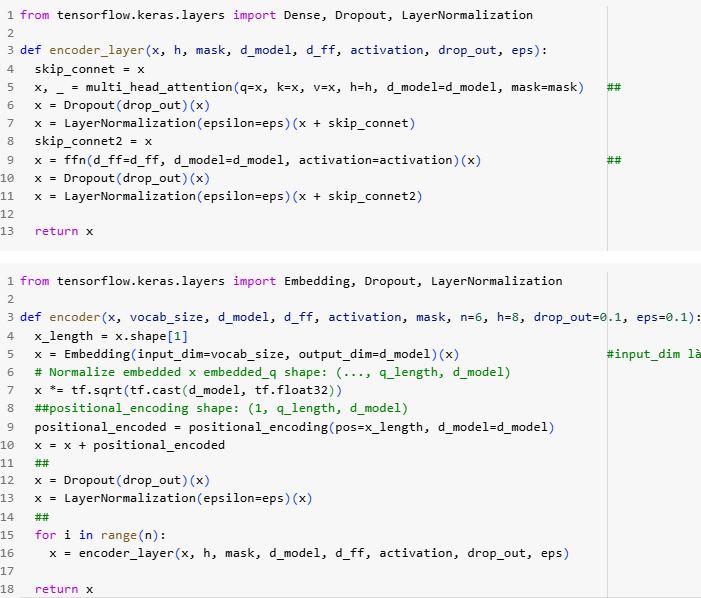 1 from tensorflow.keras.layers import Dense, Dropout, LayerNormalization
2
3 def encoder_layer(x, h, mask, d_model, d_ff, activation, drop_out, eps):
4   skip_connet = x
5   x, _ = multi_head_attention(q=x, k=x, v=x, h=h, d_model=d_model, mask=mask)   ##
6   x = Dropout(drop_out)(x)
7   x = LayerNormalization(epsilon=eps)(x + skip_connet)
8   skip_connet2 = x
9   x = ffn(d_ff=d_ff, d_model=d_model, activation=activation)(x)   ##
10   x = Dropout(drop_out)(x)
11   x = LayerNormalization(epsilon=eps)(x + skip_connet2)
12
13   return x
1 from tensorflow.keras.layers import Embedding, Dropout, LayerNormalization
2
3 def encoder(x, vocab_size, d_model, d_ff, activation, mask, n=6, h=8, drop_out=0.1, eps=0.1):
4   x_length = x.shape[1]
5   x = Embedding(input_dim=vocab_size, output_dim=d_model)(x)   #input_dim là
6   # Normalize embedded x embedded_q shape: (..., q_length, d_model)
7   x *= tf.sqrt(tf.cast(d_model, tf.float32))
8   ##positional_encoding shape: (1, q_length, d_model)
9   positional_encoded = positional_encoding(pos=x_length, d_model=d_model)
10   x = x + positional_encoded
11   ##
12   x = Dropout(drop_out)(x)
13   x = LayerNormalization(epsilon=eps)(x)
14   ##
15   for i in range(n):
16     x = encoder_layer(x, h, mask, d_model, d_ff, activation, drop_out, eps)
17
18   return x